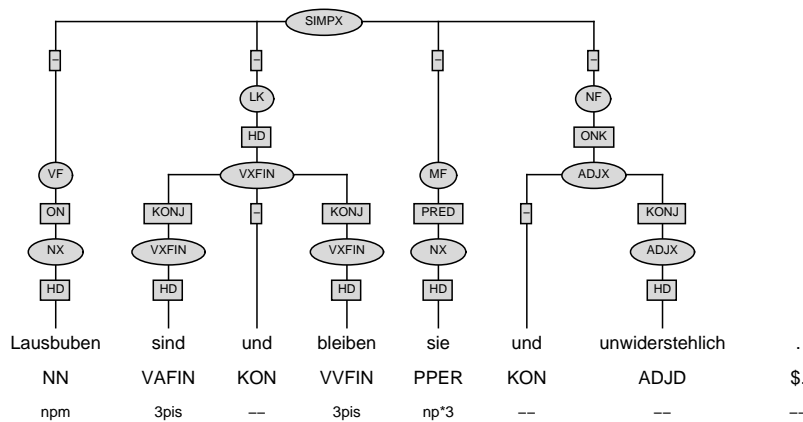 SIMPX
– – – –
LK NF
HD ONK
VF VXFIN MF ADJX
ON KONJ – KONJ PRED – KONJ
NX VXFIN VXFIN NX ADJX
HD HD HD HD HD
Lausbuben sind und bleiben sie und unwiderstehlich .
NN VAFIN KON VVFIN PPER KON ADJD $.
npm 3pis –– 3pis np*3 –– –– ––